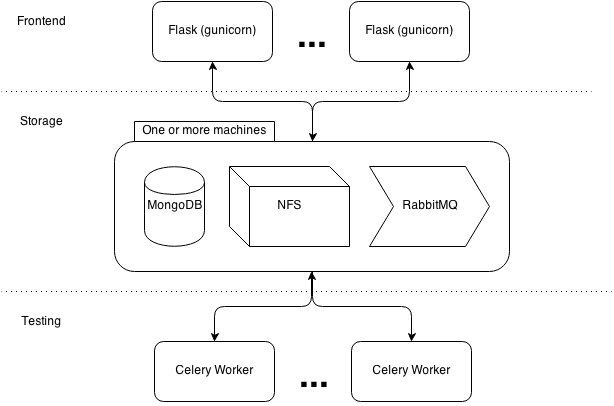 Frontend
Flask (gunicorn)
...
Flask (gunicorn)
Storage
One or more machines
MongoDB
NFS
RabbitMQ
Testing
Celery Worker
...
Celery Worker